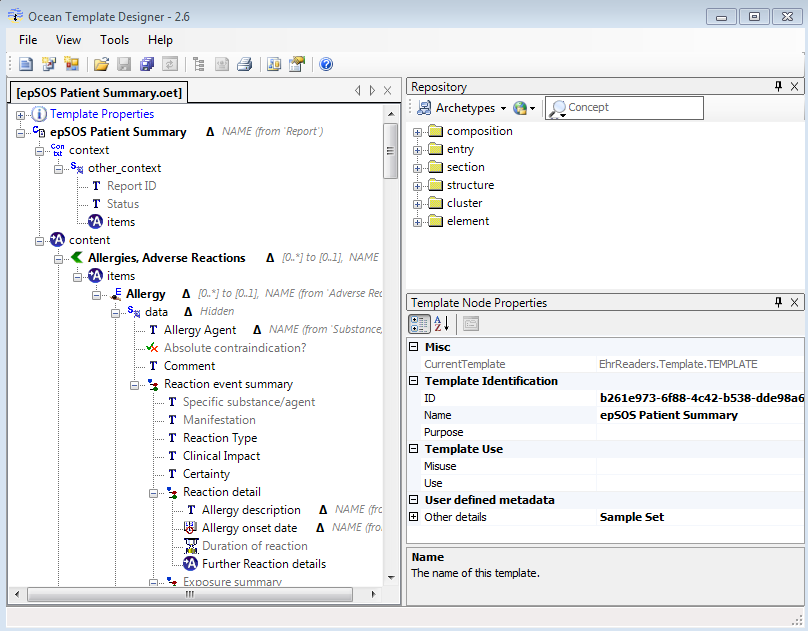 Ocean Template Designer - 2.6
File View Tools Help
[epSOS Patient Summary.oet]
Template Properties
epSOS Patient Summary Δ NAME (from 'Report')
context
other_context
Report ID
Status
items
content
Allergies, Adverse Reactions Δ [0..*] to [0..1], NAME
items
Allergy Δ [0..*] to [0..1], NAME (from 'Adverse Rea
data Δ Hidden
Allergy Agent Δ NAME (from 'Substance,
Absolute contraindication?
Comment
Reaction event summary
Specific substance/agent
Manifestation
Reaction Type
Clinical Impact
Certainty
Reaction detail
Allergy description Δ NAME (fro
Allergy onset date Δ NAME (fro
Duration of reaction
Further Reaction details
Exposure summary
Repository
Archetypes Concept
composition
entry
section
structure
cluster
element
Template Node Properties
Misc
CurrentTemplate EhrReaders.Template.TEMPLATE
Template Identification
ID b261e973-6f88-4c42-b538-dde98a6
Name epSOS Patient Summary
Purpose
Template Use
Misuse
Use
User defined metadata
Other details Sample Set
Name
The name of this template.